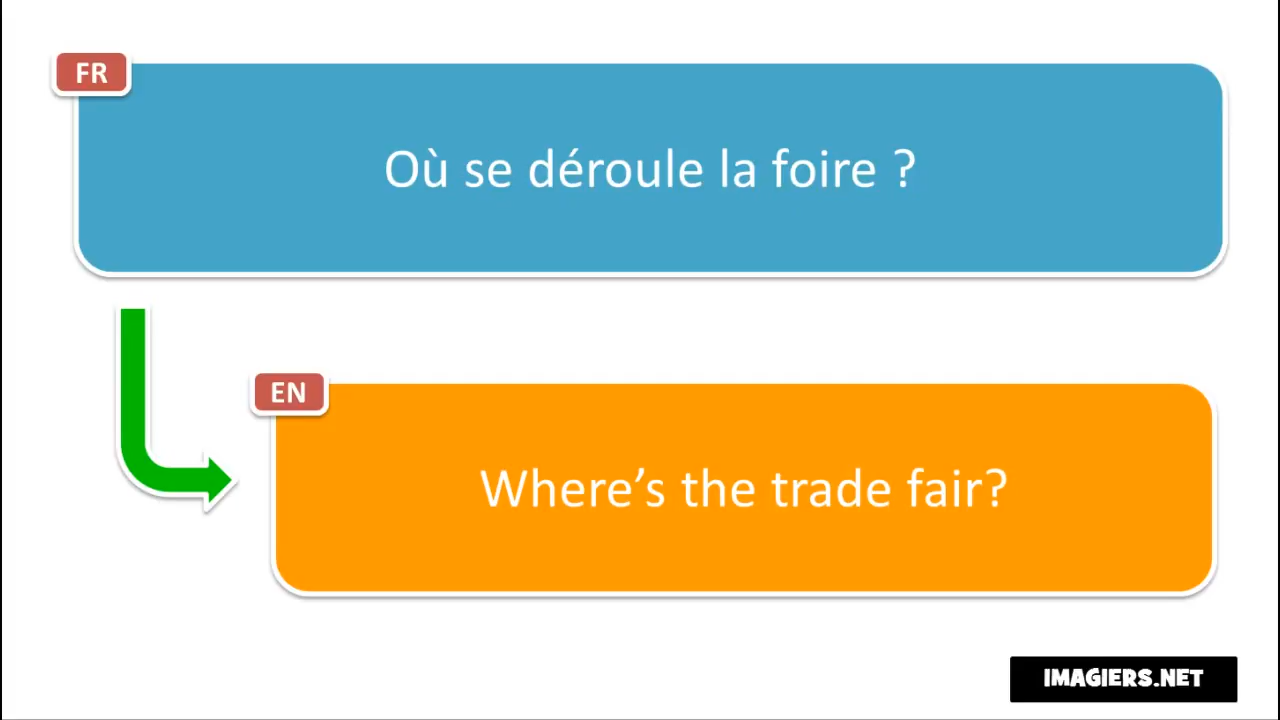 FR
Où se déroule la foire ?
EN
Where’s the trade fair?
IMAGIERS.NET